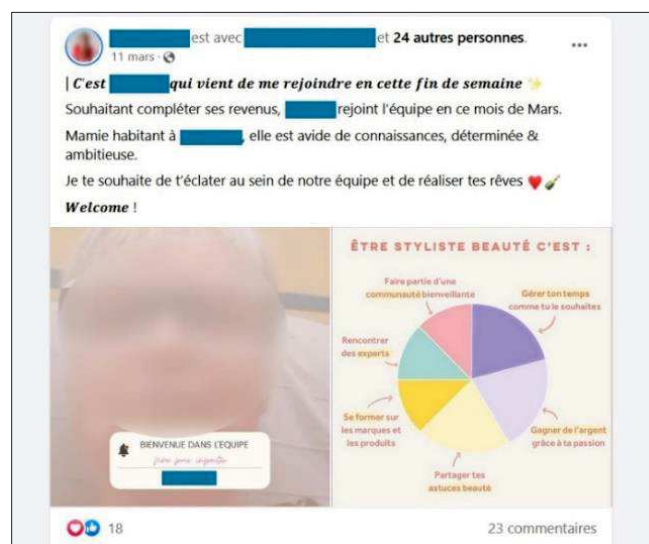 est avec et 24 autres personnes.
11 mars
| C'est qui vient de me rejoindre en cette fin de semaine ✨
Souhaitant compléter ses revenus, rejoint l'équipe en ce mois de Mars.
Mamie habitant à , elle est avide de connaissances, déterminée &
ambitieuse.
Je te souhaite de t'éclater au sein de notre équipe et de réaliser tes rêves ❤️
Welcome !
BIENVENUE DANS L'EQUIPE
ÊTRE STYLISTE BEAUTÉ C'EST :
Faire partie d'une
communauté bienveillante
Gérer ton temps
comme tu le souhaites
Rencontrer
des experts
Se former sur
les marques et
les produits
Gagner de l'argent
grâce à ta passion
Partager tes
astuces beauté
18
23 commentaires